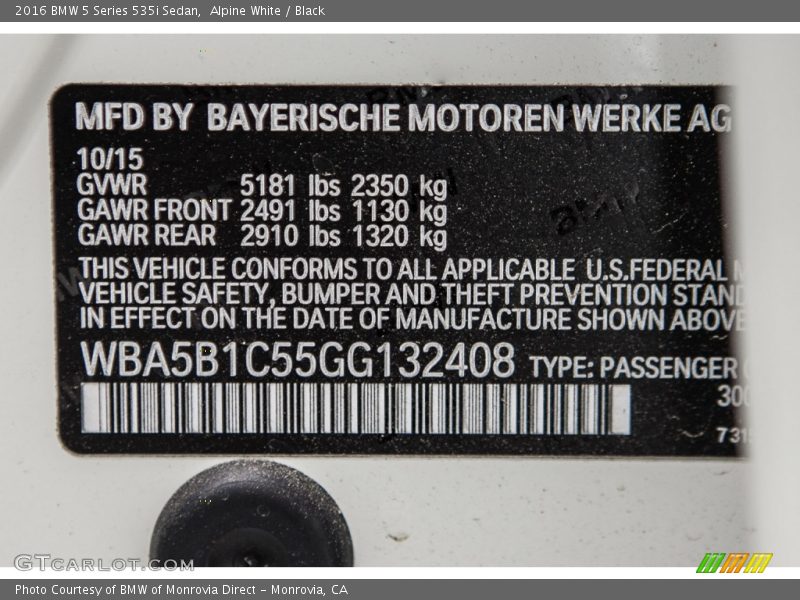 2016 BMW 5 Series 535i Sedan, Alpine White / Black
MFD BY BAYERISCHE MOTOREN WERKE AG
10/15
GVWR 5181 lbs 2350 kg
GAWR FRONT 2491 lbs 1130 kg
GAWR REAR 2910 lbs 1320 kg
THIS VEHICLE CONFORMS TO ALL APPLICABLE U.S.FEDERAL
VEHICLE SAFETY, BUMPER AND THEFT PREVENTION
IN EFFECT ON THE DATE OF MANUFACTURE SHOWN ABOVE
WBA5B1C55GG132408 TYPE: PASSENGER
GTCARLOT.COM
Photo Courtesy of BMW of Monrovia Direct - Monrovia, CA